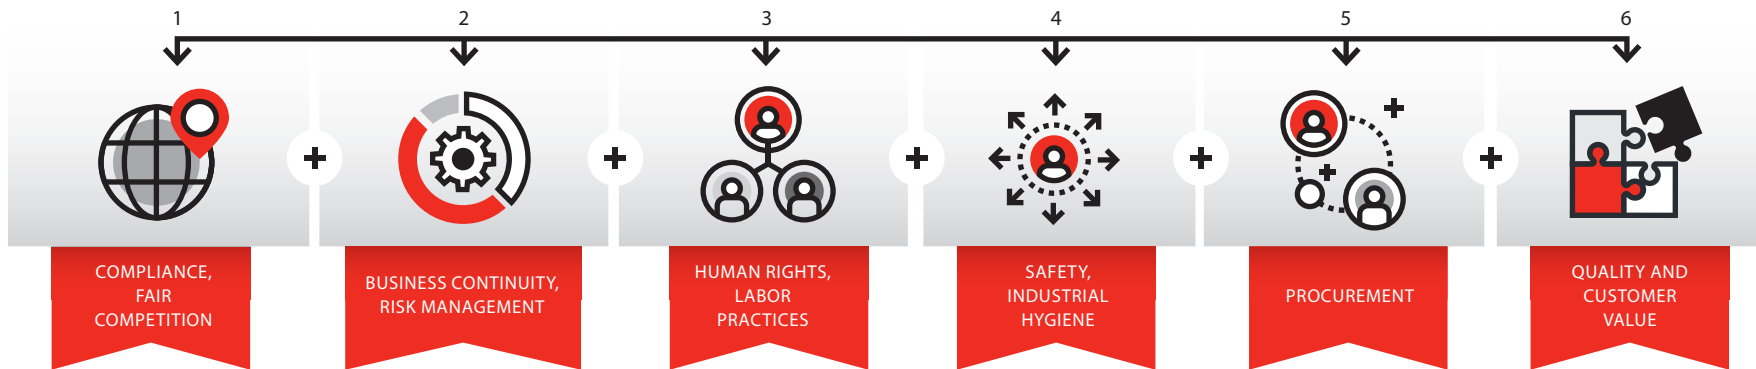 1
2
3
4
5
6
COMPLIANCE,
FAIR
COMPETITION
BUSINESS CONTINUITY,
RISK MANAGEMENT
HUMAN RIGHTS,
LABOR
PRACTICES
SAFETY,
INDUSTRIAL
HYGIENE
PROCUREMENT
QUALITY AND
CUSTOMER
VALUE